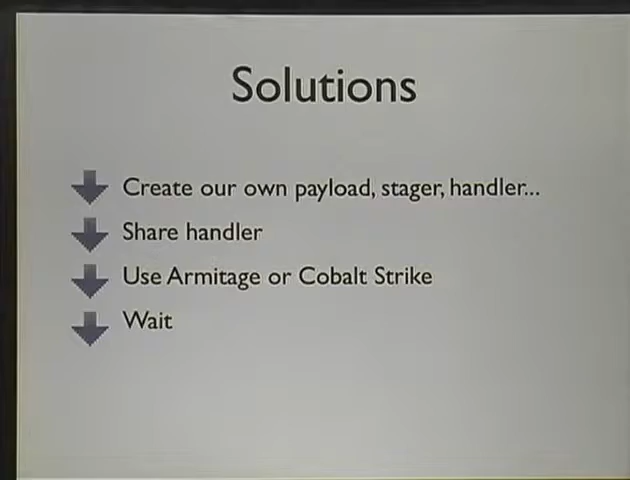 Solutions
Create our own payload, stager, handler...
Share handler
Use Armitage or Cobalt Strike
Wait